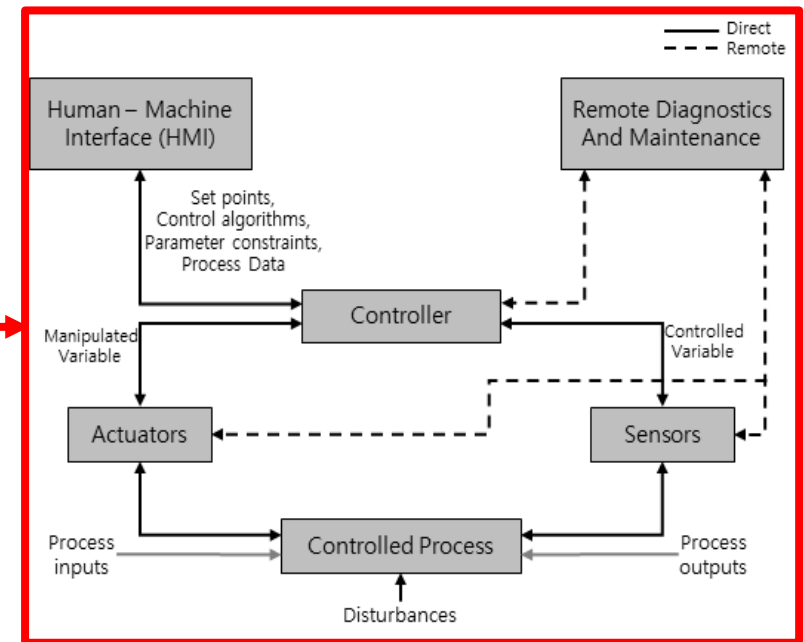 Direct
Remote
Human – Machine
Interface (HMI)
Remote Diagnostics
And Maintenance
Set points,
Control algorithms,
Parameter constraints,
Process Data
Controller
Manipulated
Variable
Controlled
Variable
Actuators
Sensors
Process
inputs
Controlled Process
Process
outputs
Disturbances